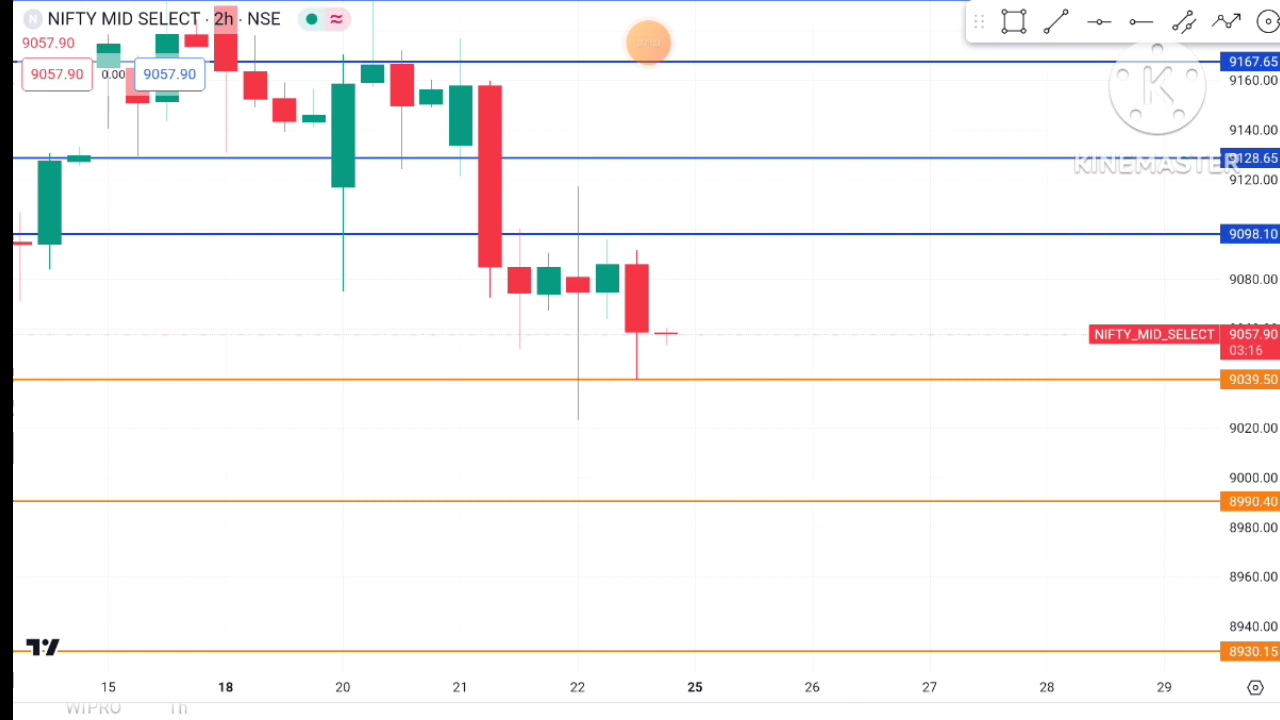 N NIFTY MID SELECT · 2h · NSE
9057.90
9057.90 0.00 9057.90
K
KINEMASTER
9167.65
9160.00
9140.00
9128.65
9120.00
9098.10
9080.00
NIFTY_MID_SELECT 9057.90
03:16
9039.50
9020.00
9000.00
8990.40
8980.00
8960.00
8940.00
8930.15
15 18 20 21 22 25 26 27 28 29
WIPRO 1h